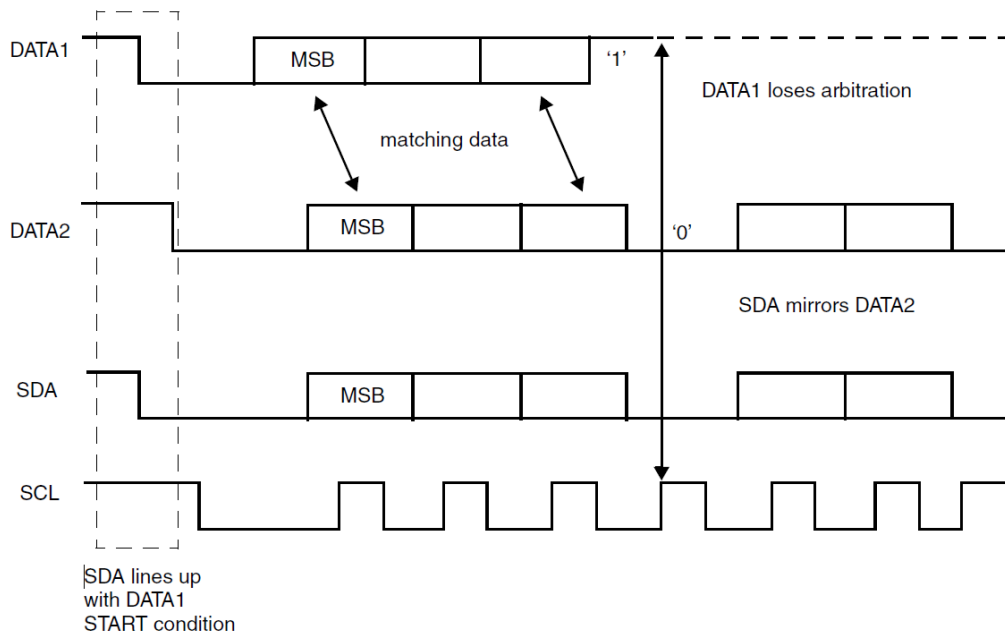 DATA1
MSB
‘1’
DATA1 loses arbitration
matching data
DATA2
MSB
‘0’
SDA mirrors DATA2
SDA
MSB
SCL
SDA lines up
with DATA1
START condition